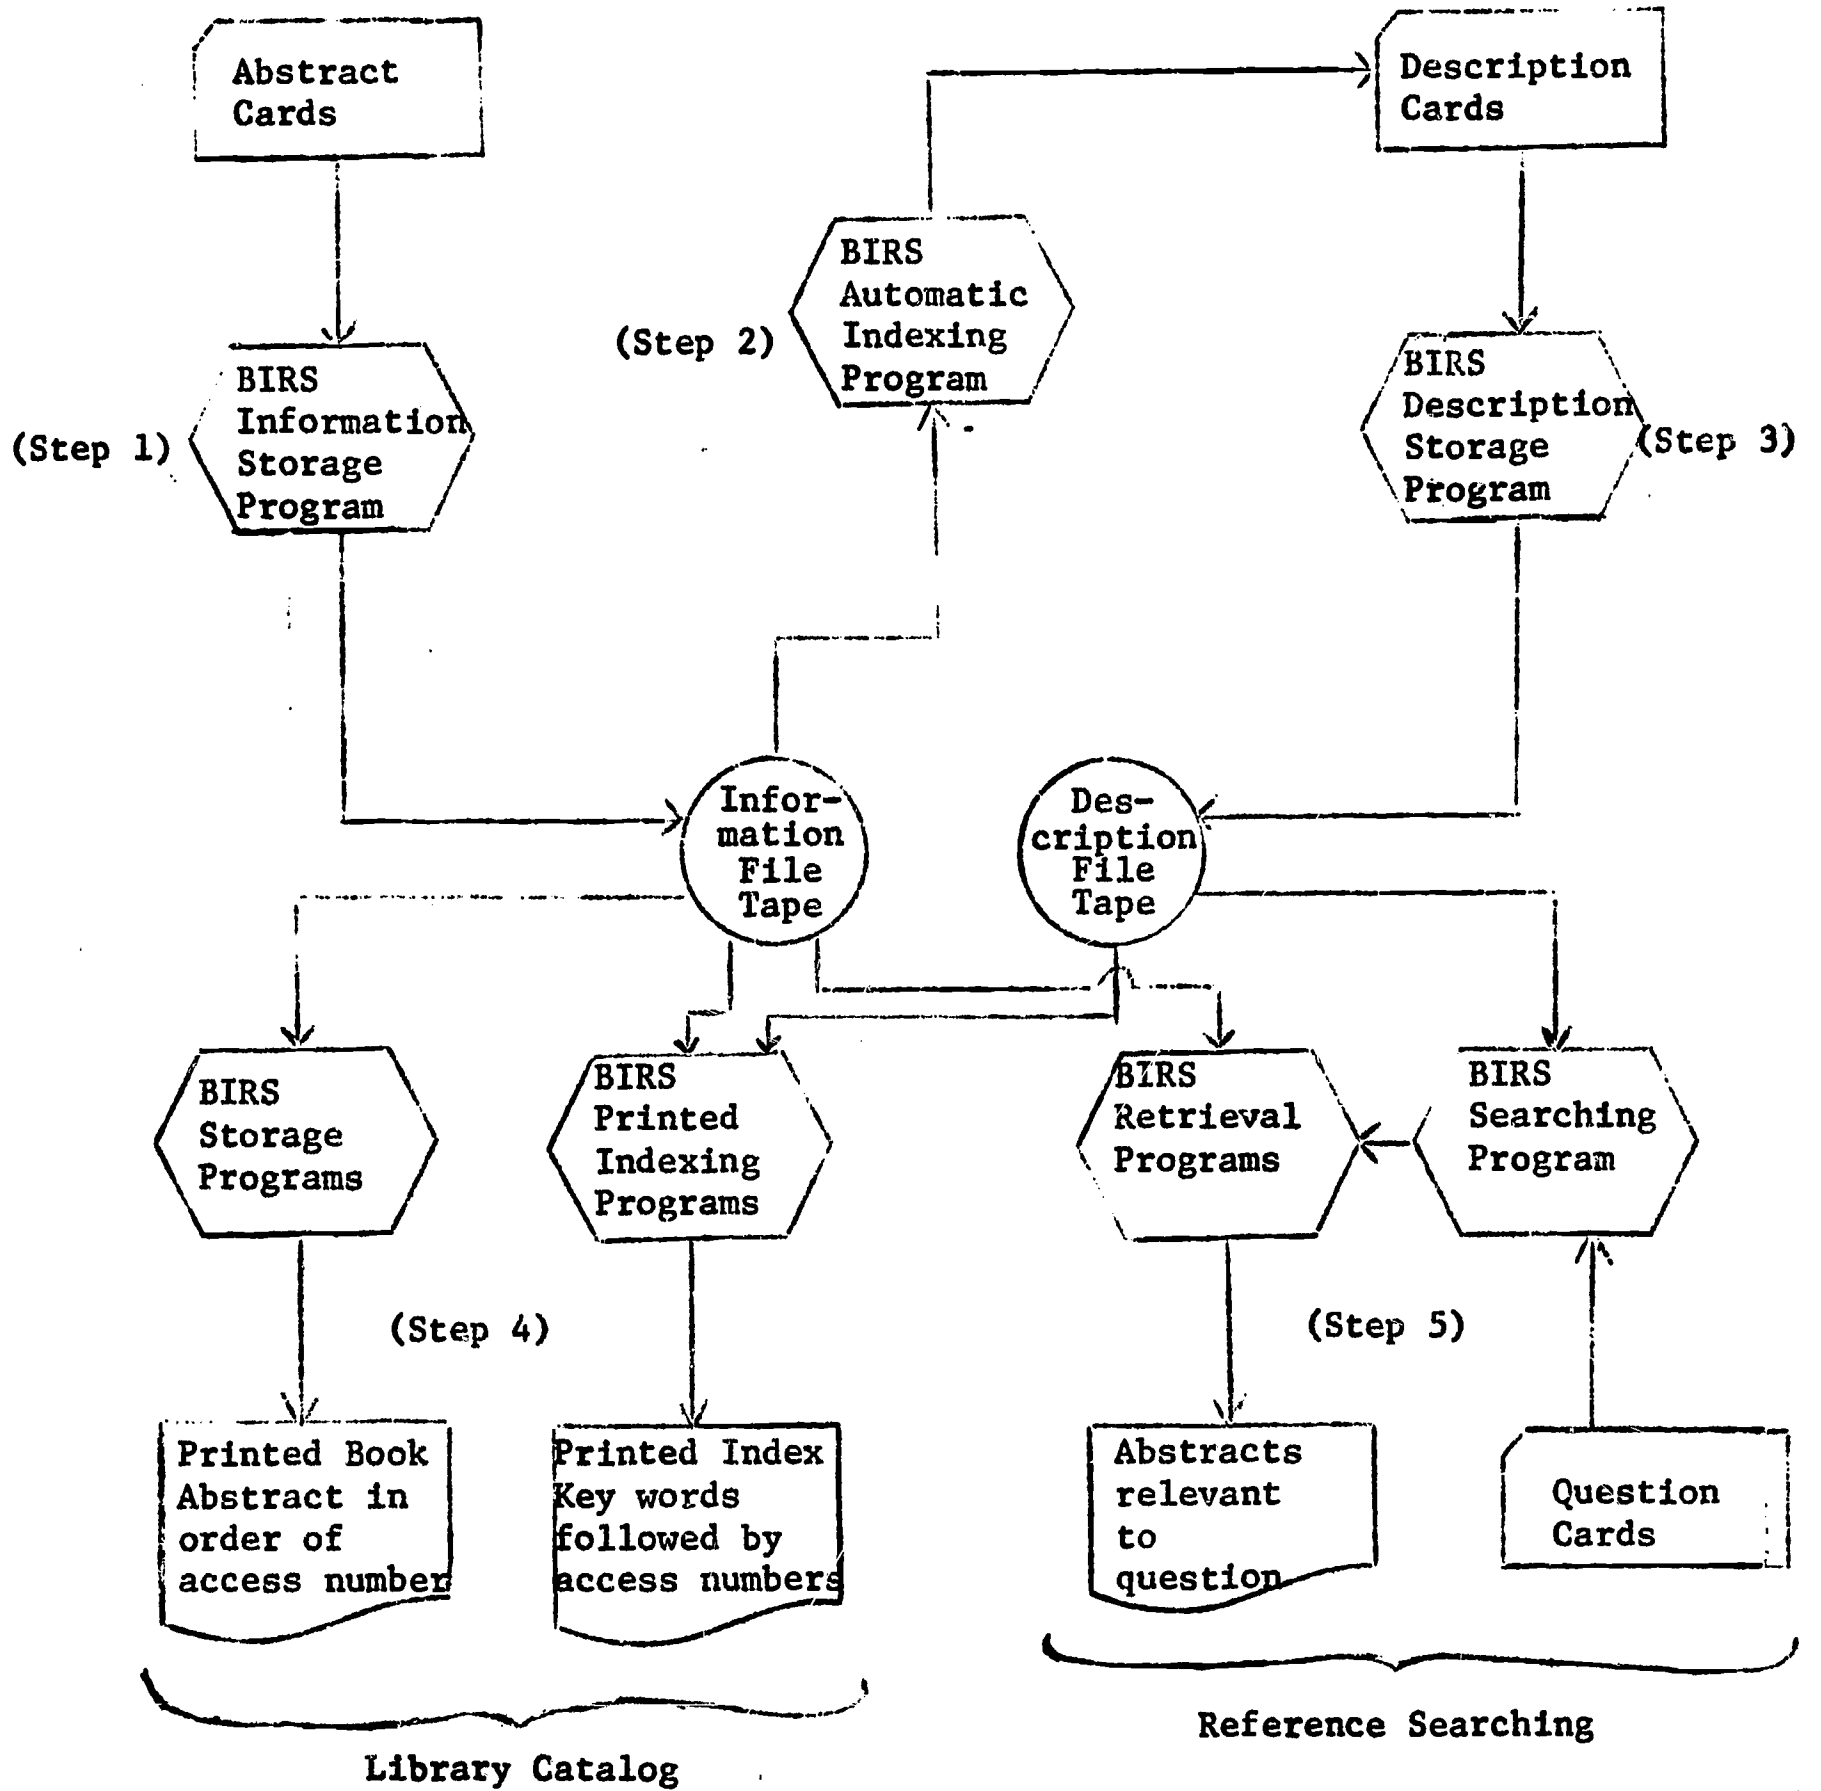 Abstract
Cards
Description
Cards
BIRS
Automatic
Indexing
Program
(Step 2)
BIRS
Information
Storage
Program
(Step 1)
BIRS
Description
Storage
Program
(Step 3)
Infor-
mation
File
Tape
Des-
cription
File
Tape
BIRS
Storage
Programs
BIRS
Printed
Indexing
Programs
BIRS
Retrieval
Programs
BIRS
Searching
Program
(Step 4)
(Step 5)
Printed Book
Abstract in
order of
access number
Printed Index
Key words
followed by
access numbers
Abstracts
relevant
to
question
Question
Cards
Library Catalog
Reference Searching